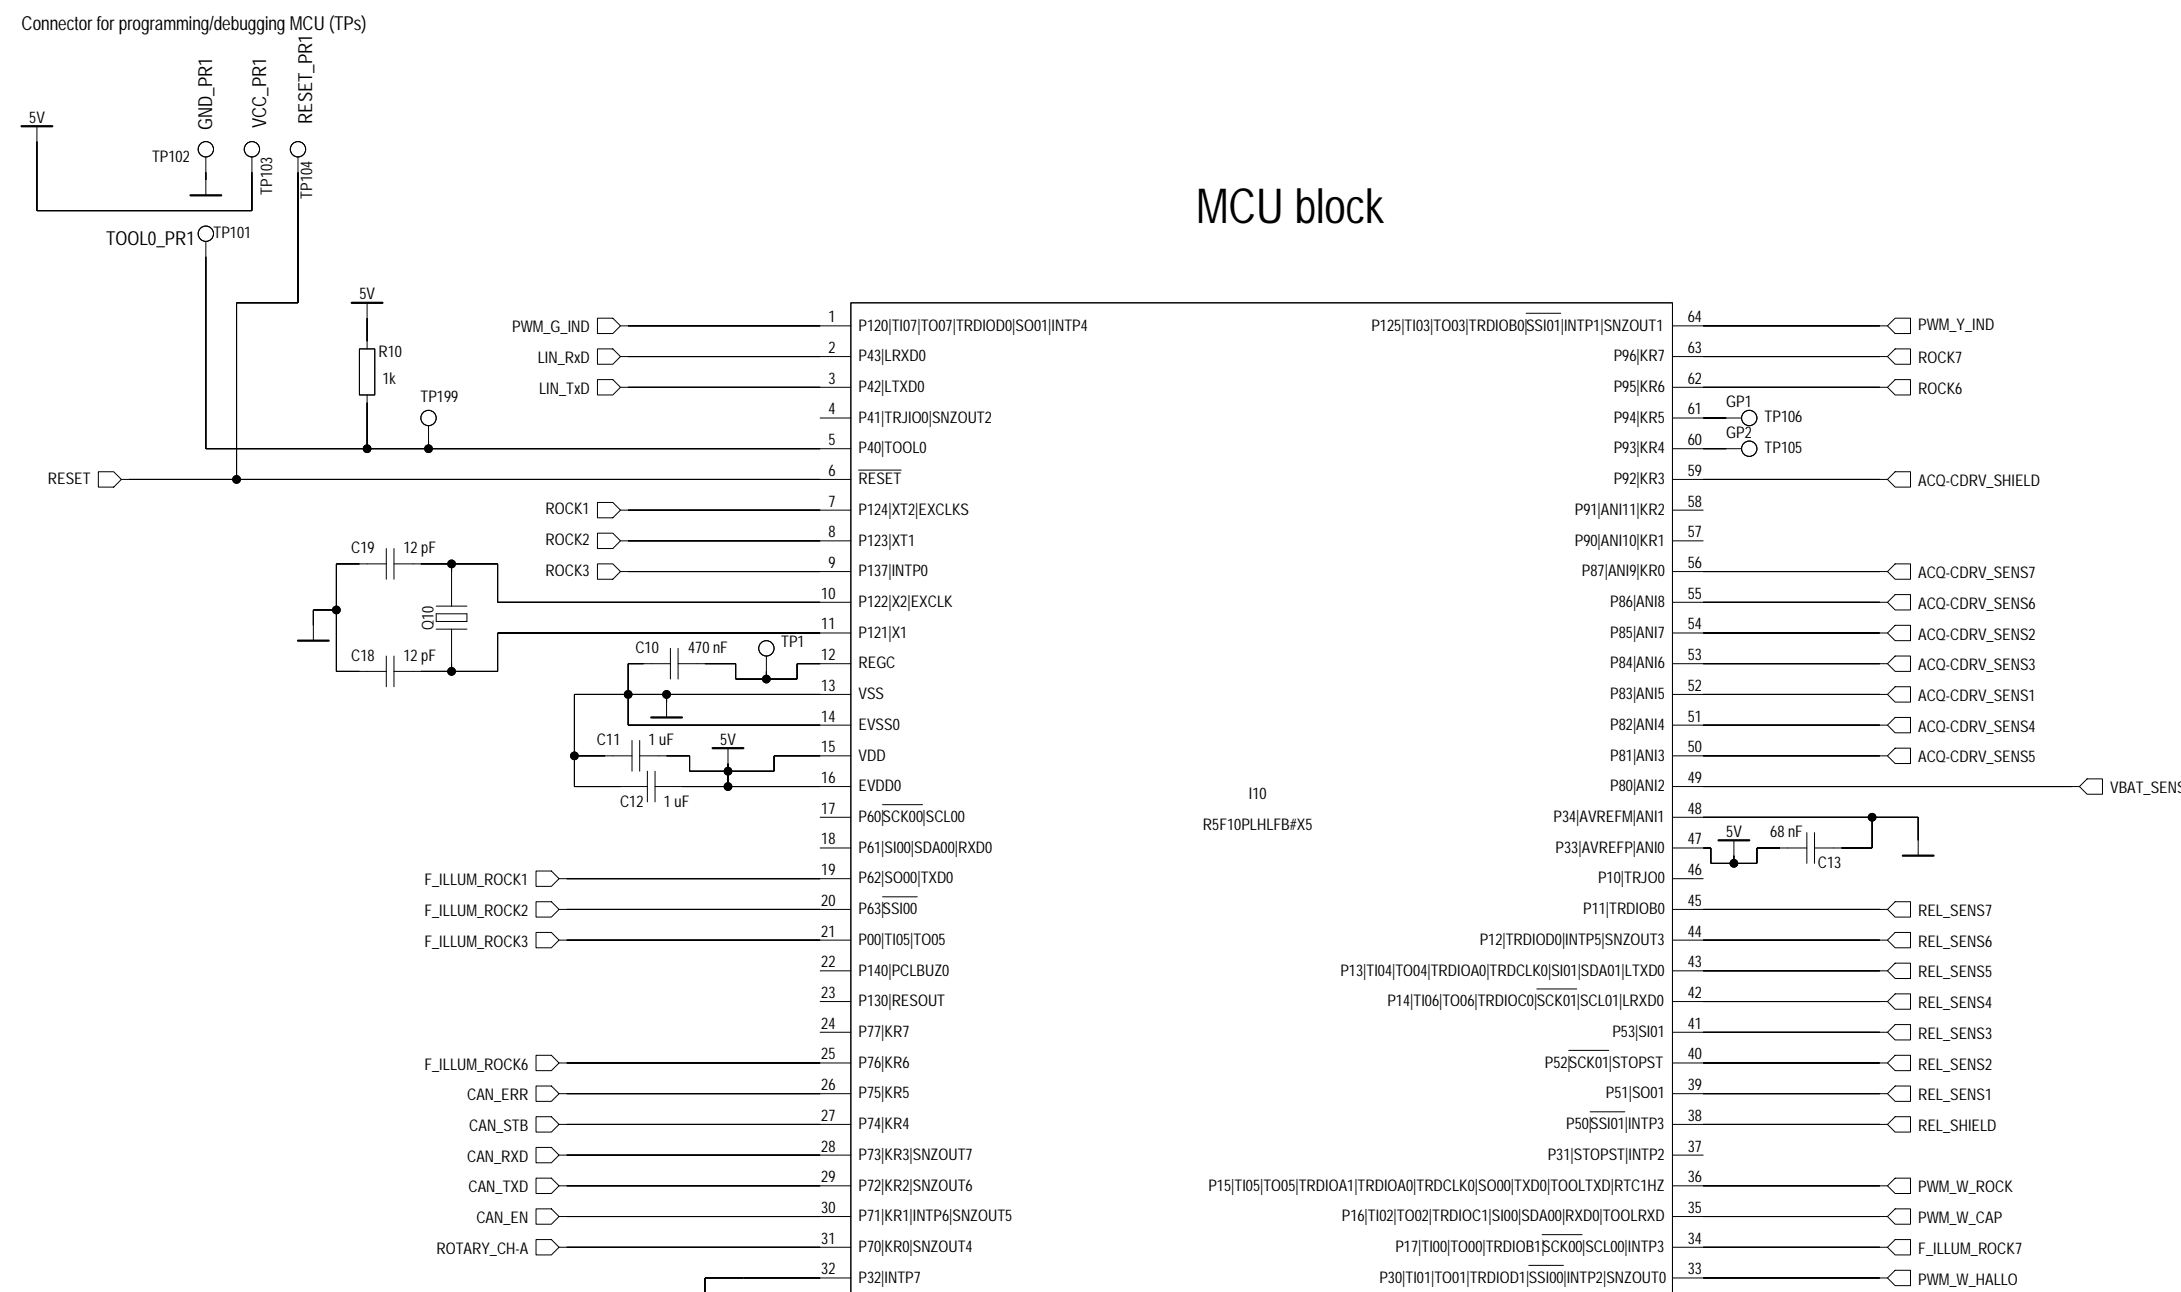 Connector for programming/debugging MCU (TPs)
GND_PR1
VCC_PR1
RESET_PR1
5V
TP102
TP103
TP104
TOOL0_PR1
TP101
MCU block
5V
R10
1k
TP199
PWM_G_IND 1 P120|TI07|TO07|TRDIOD0|SO01|INTP4
LIN_RxD 2 P43|LRXD0
LIN_TxD 3 P42|LTXD0
4 P41|TRJIO0|SNZOUT2
5 P40|TOOL0
RESET 6 RESET
ROCK1 7 P124|XT2|EXCLKS
ROCK2 8 P123|XT1
ROCK3 9 P137|INTP0
10 P122|X2|EXCLK
11 P121|X1
12 REGC
13 VSS
14 EVSS0
15 VDD
16 EVDD0
17 P60|SCK00|SCL00
18 P61|SI00|SDA00|RXD0
F_ILLUM_ROCK1 19 P62|SO00|TXD0
F_ILLUM_ROCK2 20 P63|SSI00
F_ILLUM_ROCK3 21 P00|TI05|TO05
22 P140|PCLBUZ0
23 P130|RESOUT
24 P77|KR7
F_ILLUM_ROCK6 25 P76|KR6
CAN_ERR 26 P75|KR5
CAN_STB 27 P74|KR4
CAN_RXD 28 P73|KR3|SNZOUT7
CAN_TXD 29 P72|KR2|SNZOUT6
CAN_EN 30 P71|KR1|INTP6|SNZOUT5
ROTARY_CH-A 31 P70|KR0|SNZOUT4
32 P32|INTP7
C19 12 pF
Q10
C18 12 pF
C10 470 nF
TP1
C11 1 uF
5V
C12 1 uF
I10
R5F10PLHLFB#X5
P125|TI03|TO03|TRDIOB0|SSI01|INTP1|SNZOUT1 64 PWM_Y_IND
P96|KR7 63 ROCK7
P95|KR6 62 ROCK6
P94|KR5 61 GP1 TP106
P93|KR4 60 GP2 TP105
P92|KR3 59 ACQ-CDRV_SHIELD
P91|ANI11|KR2 58
P90|ANI10|KR1 57
P87|ANI9|KR0 56 ACQ-CDRV_SENS7
P86|ANI8 55 ACQ-CDRV_SENS6
P85|ANI7 54 ACQ-CDRV_SENS2
P84|ANI6 53 ACQ-CDRV_SENS3
P83|ANI5 52 ACQ-CDRV_SENS1
P82|ANI4 51 ACQ-CDRV_SENS4
P81|ANI3 50 ACQ-CDRV_SENS5
P80|ANI2 49 VBAT_SENS
P34|AVREFM|ANI1 48
P33|AVREFP|ANI0 47
5V
68 nF
C13
P10|TRJO0 46
P11|TRDIOB0 45 REL_SENS7
P12|TRDIOD0|INTP5|SNZOUT3 44 REL_SENS6
P13|TI04|TO04|TRDIOA0|TRDCLK0|SI01|SDA01|LTXD0 43 REL_SENS5
P14|TI06|TO06|TRDIOC0|SCK01|SCL01|LRXD0 42 REL_SENS4
P53|SI01 41 REL_SENS3
P52|SCK01|STOPST 40 REL_SENS2
P51|SO01 39 REL_SENS1
P50|SSI01|INTP3 38 REL_SHIELD
P31|STOPST|INTP2 37
P15|TI05|TO05|TRDIOA1|TRDIOA0|TRDCLK0|SO00|TXD0|TOOLTXD|RTC1HZ 36 PWM_W_ROCK
P16|TI02|TO02|TRDIOC1|SI00|SDA00|RXD0|TOOLRXD 35 PWM_W_CAP
P17|TI00|TO00|TRDIOB1|SCK00|SCL00|INTP3 34 F_ILLUM_ROCK7
P30|TI01|TO01|TRDIOD1|SSI00|INTP2|SNZOUT0 33 PWM_W_HALLO